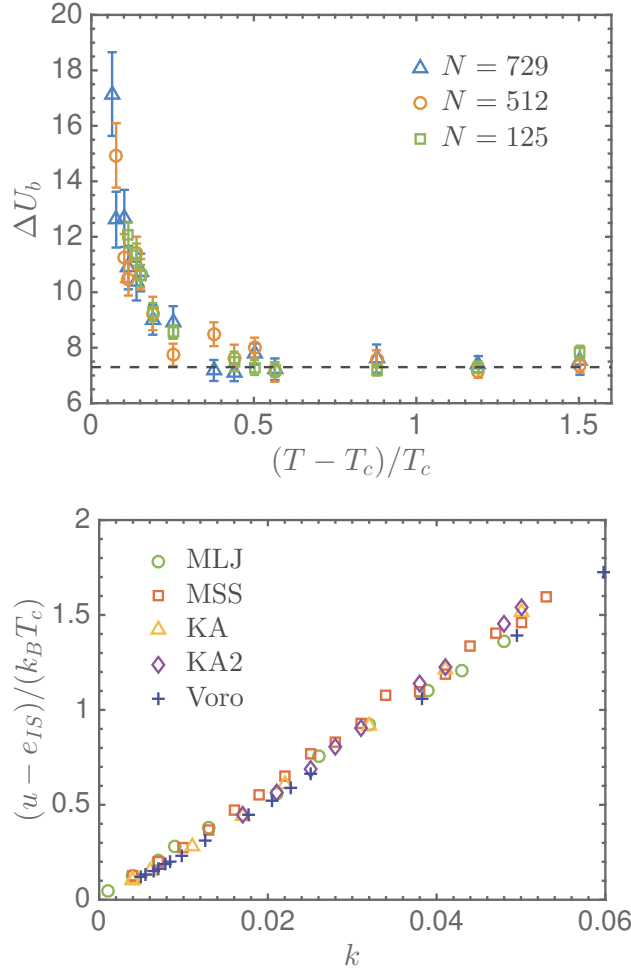 20
18
16
14
12
10
8
6
ΔU_b
N = 729
N = 512
N = 125
0 0.5 1 1.5
(T − T_c)/T_c
2
1.5
1
0.5
0
(u − e_{IS})/(k_B T_c)
MLJ
MSS
KA
KA2
Voro
0 0.02 0.04 0.06
k